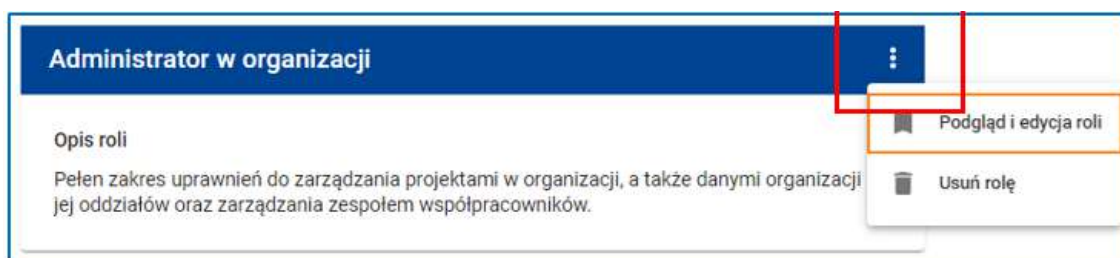 Administrator w organizacji
Podgląd i edycja roli
Opis roli
Pełen zakres uprawnień do zarządzania projektami w organizacji, a także danymi organizacji
Usuń rolę
jej oddziałów oraz zarządzania zespołem współpracowników.